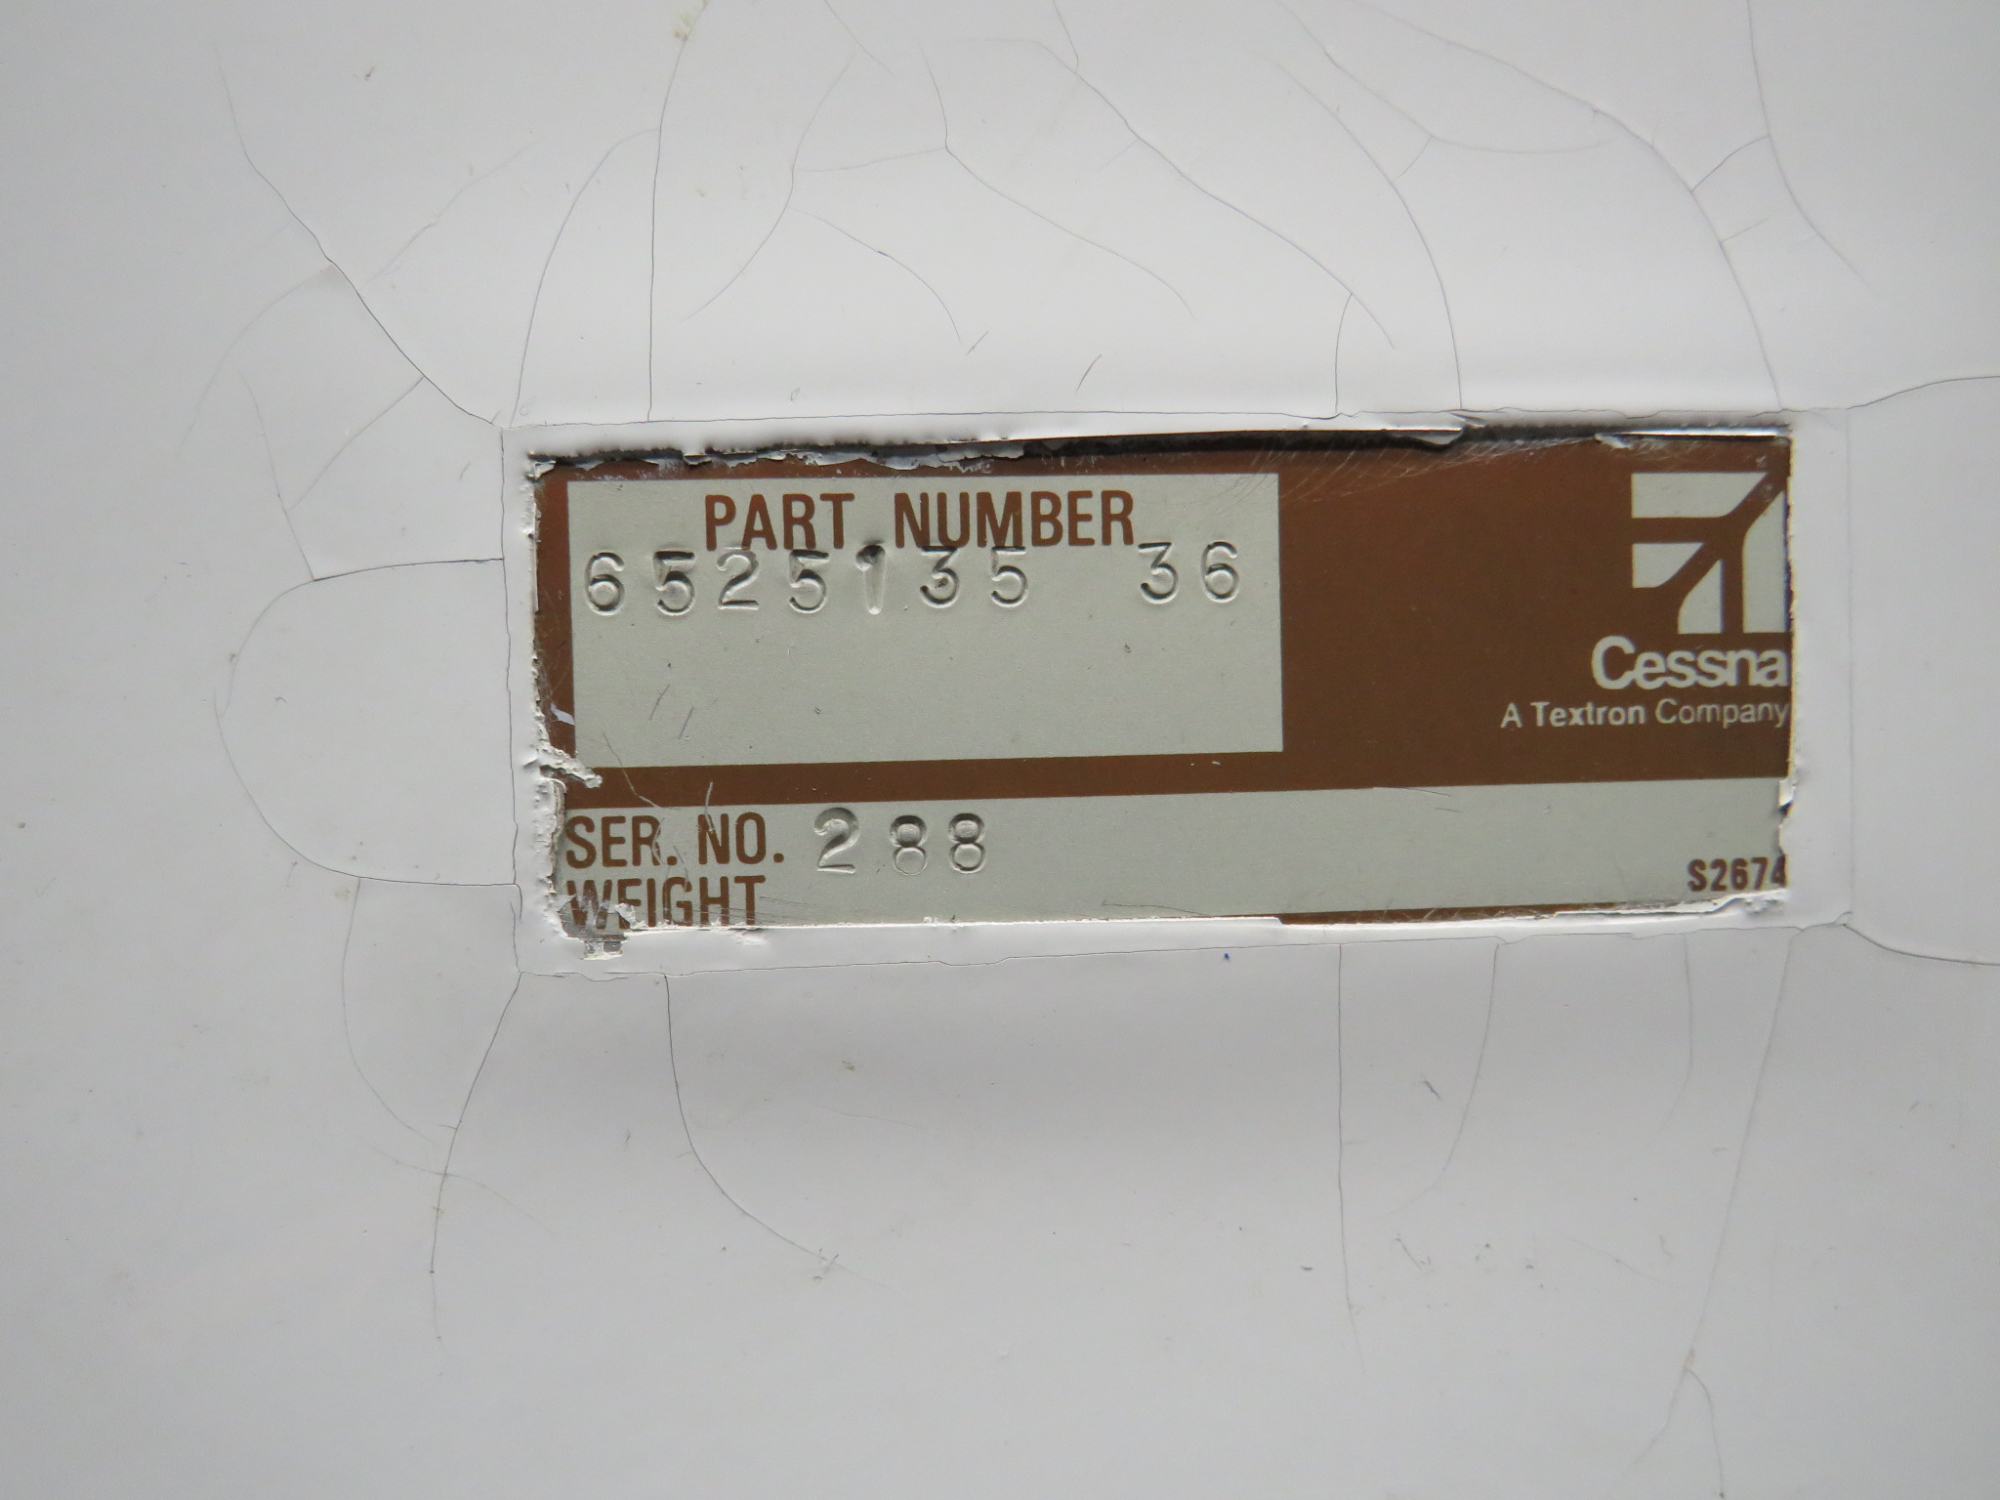 PART NUMBER
6525135 36
Cessna
A Textron Company
SER. NO. 288
S2674
WEIGHT